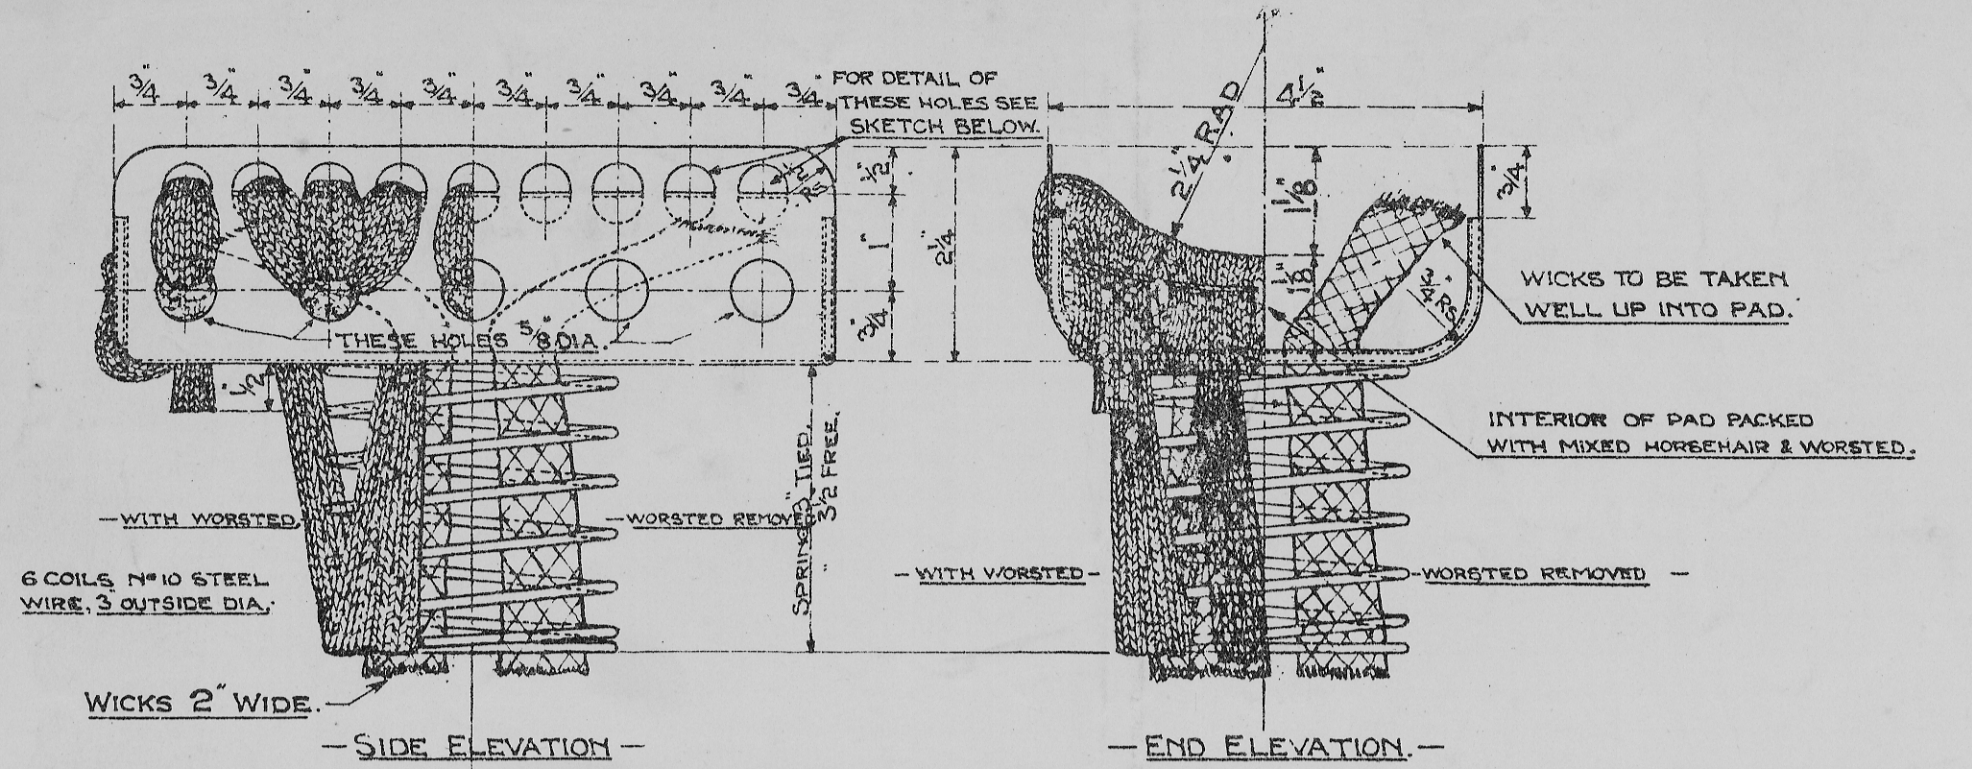 3/4" 3/4" 3/4" 3/4" 3/4" 3/4" 3/4" 3/4" 3/4" 3/4"
FOR DETAIL OF
THESE HOLES SEE
SKETCH BELOW.
1/2" RS
1/2"
1"
3/4"
2 1/4"
THESE HOLES 5/8" DIA.
1/2"
-WITH WORSTED
-WORSTED REMOVED
SPRING 3" TIED.
3 1/2" FREE.
6 COILS Nº 10 STEEL
WIRE, 3" OUTSIDE DIA.
WICKS 2" WIDE.
-SIDE ELEVATION-
4 1/2"
2 1/4" RAD.
1 1/8"
1 1/8"
3/4"
3/4" RS
WICKS TO BE TAKEN
WELL UP INTO PAD.
INTERIOR OF PAD PACKED
WITH MIXED HORSEHAIR & WORSTED.
-WITH WORSTED-
-WORSTED REMOVED-
-END ELEVATION.-